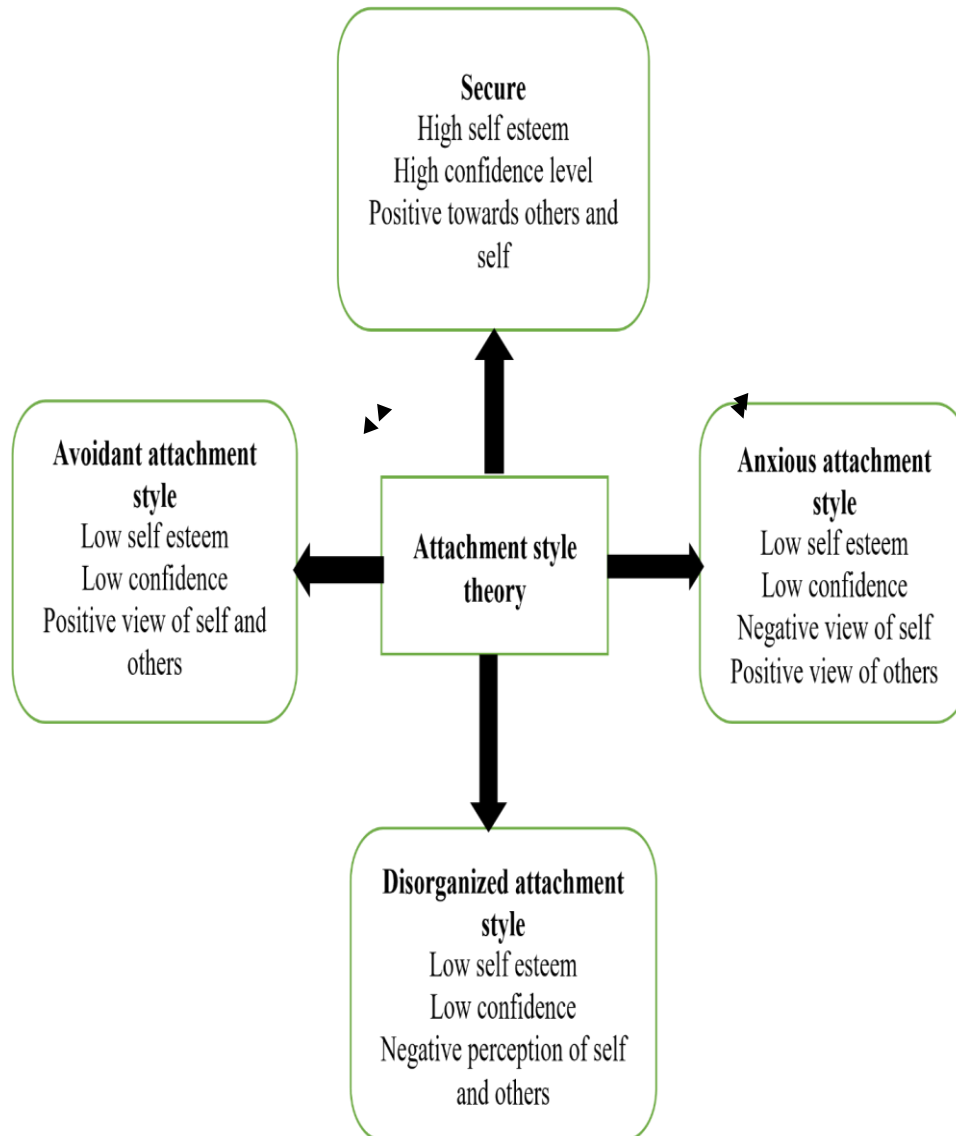 Secure
High self esteem
High confidence level
Positive towards others and
self
Avoidant attachment
style
Low self esteem
Low confidence
Positive view of self and
others
Attachment style
theory
Anxious attachment
style
Low self esteem
Low confidence
Negative view of self
Positive view of others
Disorganized attachment
style
Low self esteem
Low confidence
Negative perception of self
and others